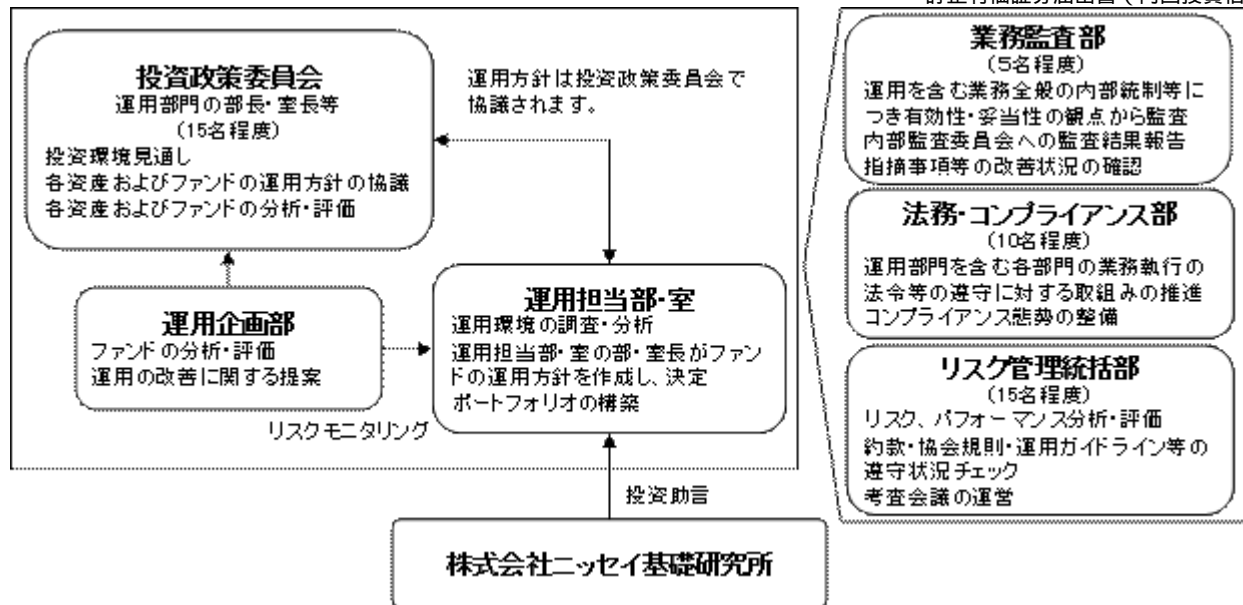 投資政策委員会
運用部門の部長・室長等
(15名程度)
投資環境見通し
各資産およびファンドの運用方針の協議
各資産およびファンドの分析・評価
運用方針は投資政策委員会で
協議されます。
運用企画部
ファンドの分析・評価
運用の改善に関する提案
リスクモニタリング
運用担当部・室
運用環境の調査・分析
運用担当部・室の部・室長がファン
ドの運用方針を作成し、決定
ポートフォリオの構築
投資助言
株式会社ニッセイ基礎研究所
業務監査部
(5名程度)
運用を含む業務全般の内部統制等に
つき有効性・妥当性の観点から監査
内部監査委員会への監査結果報告
指摘事項等の改善状況の確認
法務・コンプライアンス部
(10名程度)
運用部門を含む各部門の業務執行の
法令等の遵守に対する取組みの推進
コンプライアンス態勢の整備
リスク管理統括部
(15名程度)
リスク、パフォーマンス分析・評価
約款・協会規則・運用ガイドライン等の
遵守状況チェック
考査会議の運営